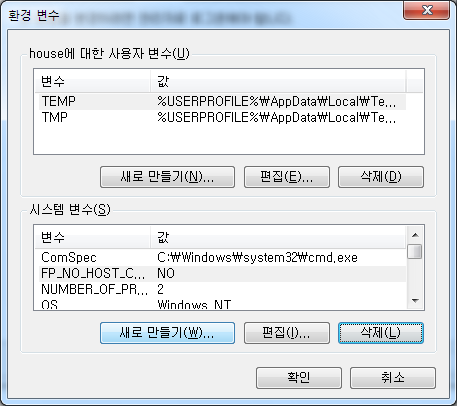 환경 변수
house에 대한 사용자 변수(U)
변수 값
TEMP %USERPROFILE%₩AppData₩Local₩Te...
TMP %USERPROFILE%₩AppData₩Local₩Te...
새로 만들기(N)... 편집(E)... 삭제(D)
시스템 변수(S)
변수 값
ComSpec C:₩Windows₩system32₩cmd.exe
FP_NO_HOST_C... NO
NUMBER_OF_PR... 2
OS Windows_NT
새로 만들기(W)... 편집(I)... 삭제(L)
확인 취소